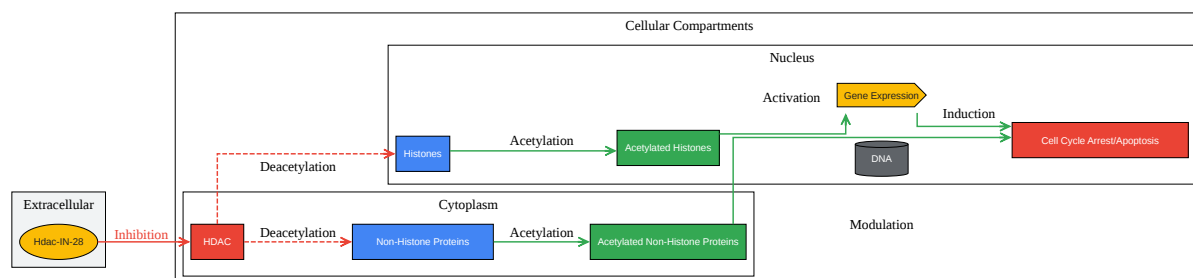 Cellular Compartments
Nucleus
Gene Expression
Activation
Induction
Histones
Acetylation
Acetylated Histones
Cell Cycle Arrest/Apoptosis
DNA
Deacetylation
Extracellular
Cytoplasm
Modulation
Hdac-IN-28
Inhibition
HDAC
Deacetylation
Non-Histone Proteins
Acetylation
Acetylated Non-Histone Proteins